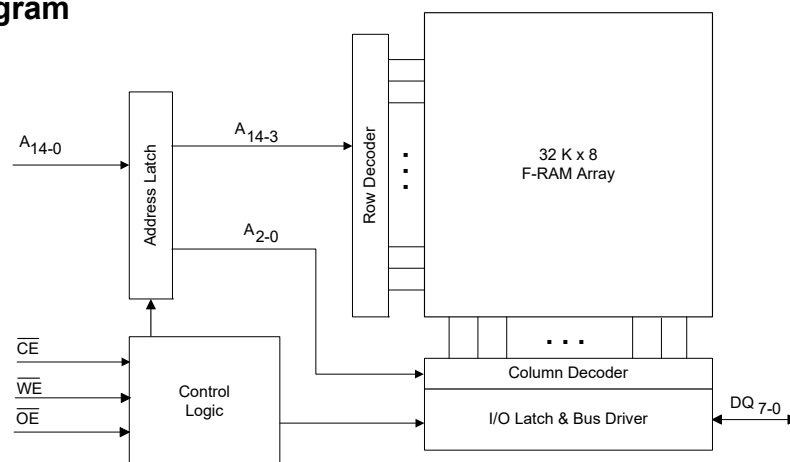 gram
A14-0
Address Latch
A14-3
A2-0
Row Decoder
32 K x 8
F-RAM Array
. . .
. . .
CE
WE
OE
Control
Logic
Column Decoder
I/O Latch & Bus Driver
DQ 7-0